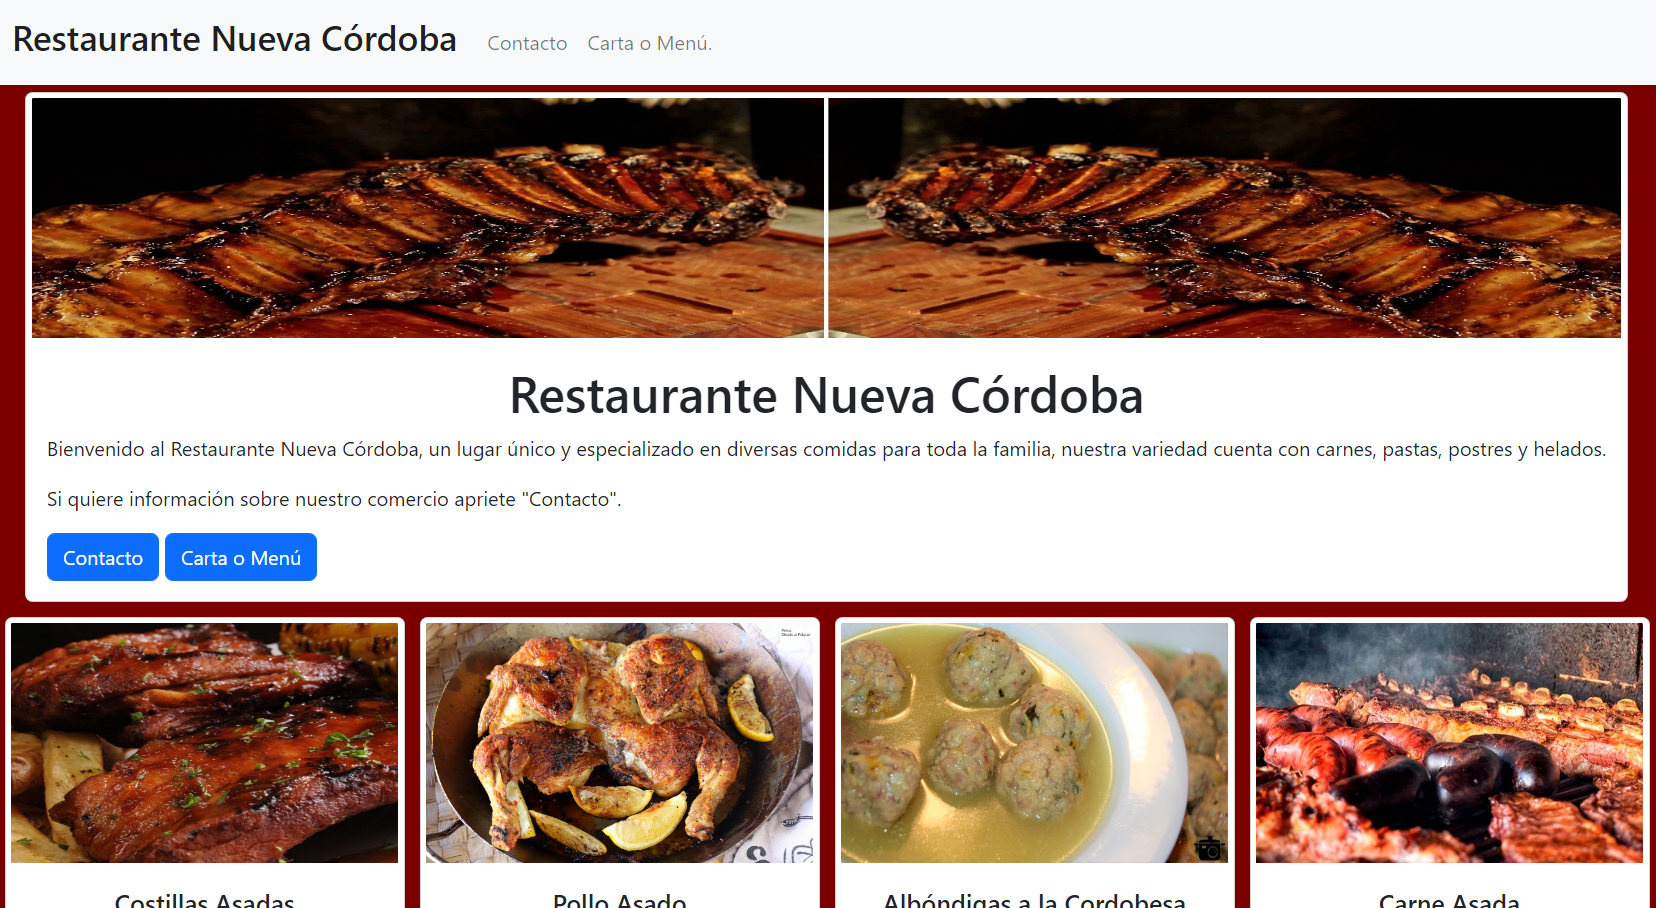 Restaurante Nueva Córdoba Contacto Carta o Menú.
Restaurante Nueva Córdoba
Bienvenido al Restaurante Nueva Córdoba, un lugar único y especializado en diversas comidas para toda la familia, nuestra variedad cuenta con carnes, pastas, postres y helados.
Si quiere información sobre nuestro comercio apriete "Contacto".
Contacto Carta o Menú
Costillas Asadas
Pollo Asado
Albóndigas a la Cordobesa
Carne Asada